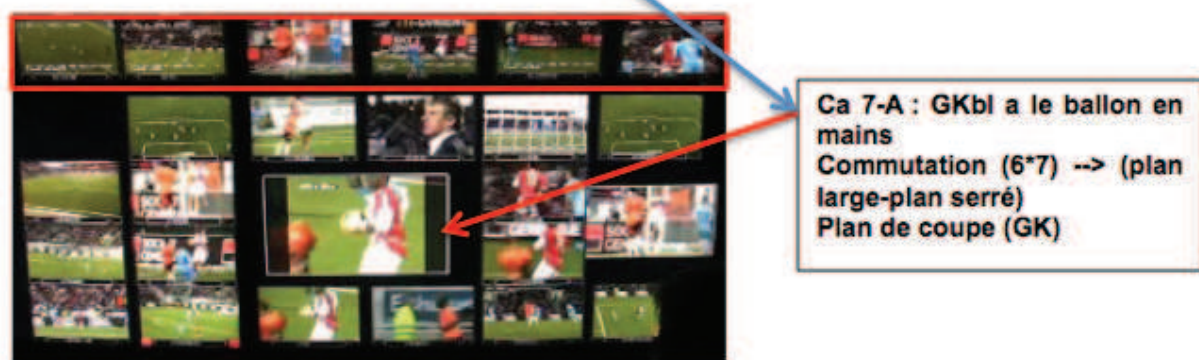 Ca 7-A : GKbl a le ballon en
mains
Commutation (6*7) --> (plan
large-plan serré)
Plan de coupe (GK)